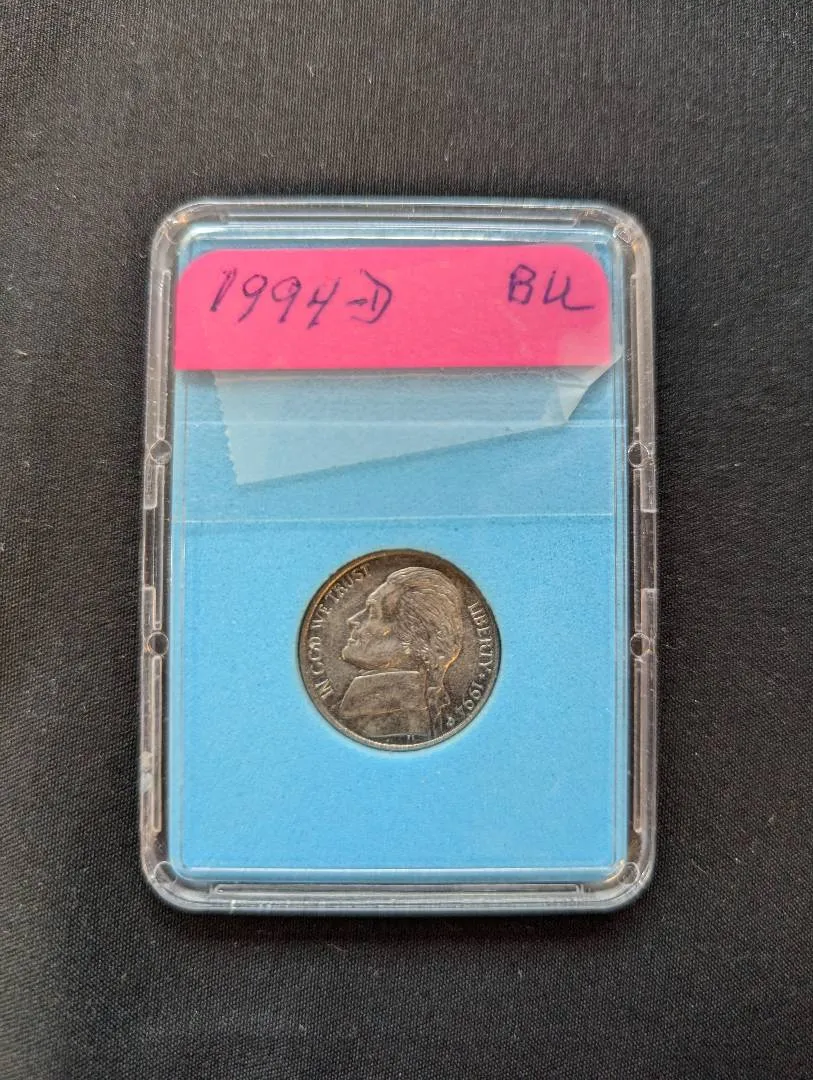 1994-D BU
IN GOD WE TRUST
LIBERTY * 1994 D